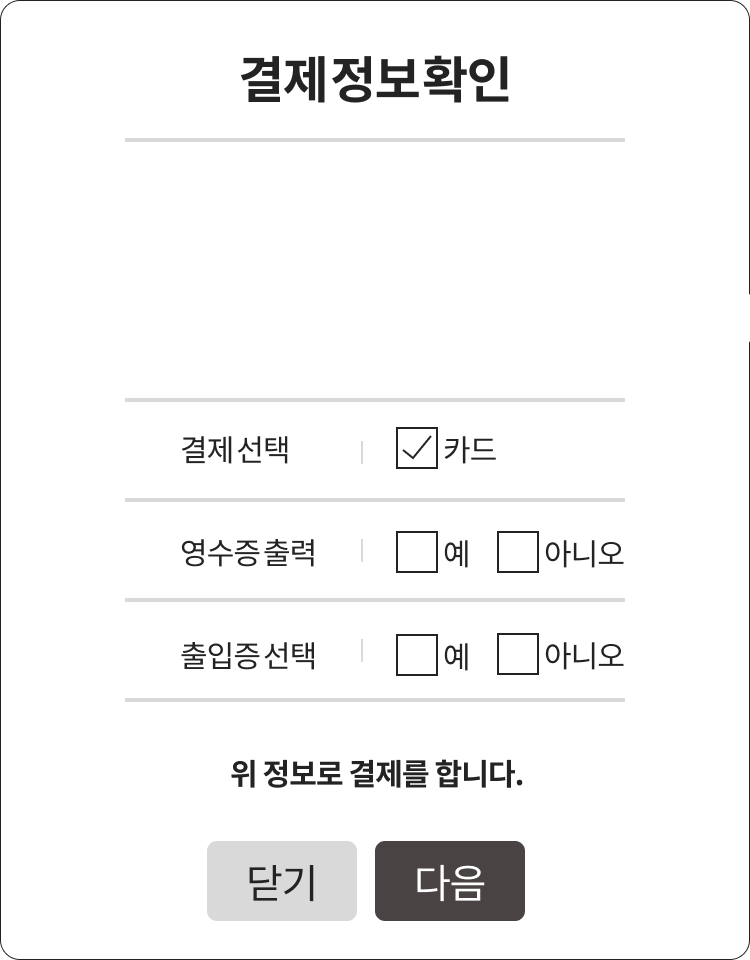 결제정보확인
결제선택 카드
영수증출력 예 아니오
출입증선택 예 아니오
위 정보로 결제를 합니다.
닫기 다음